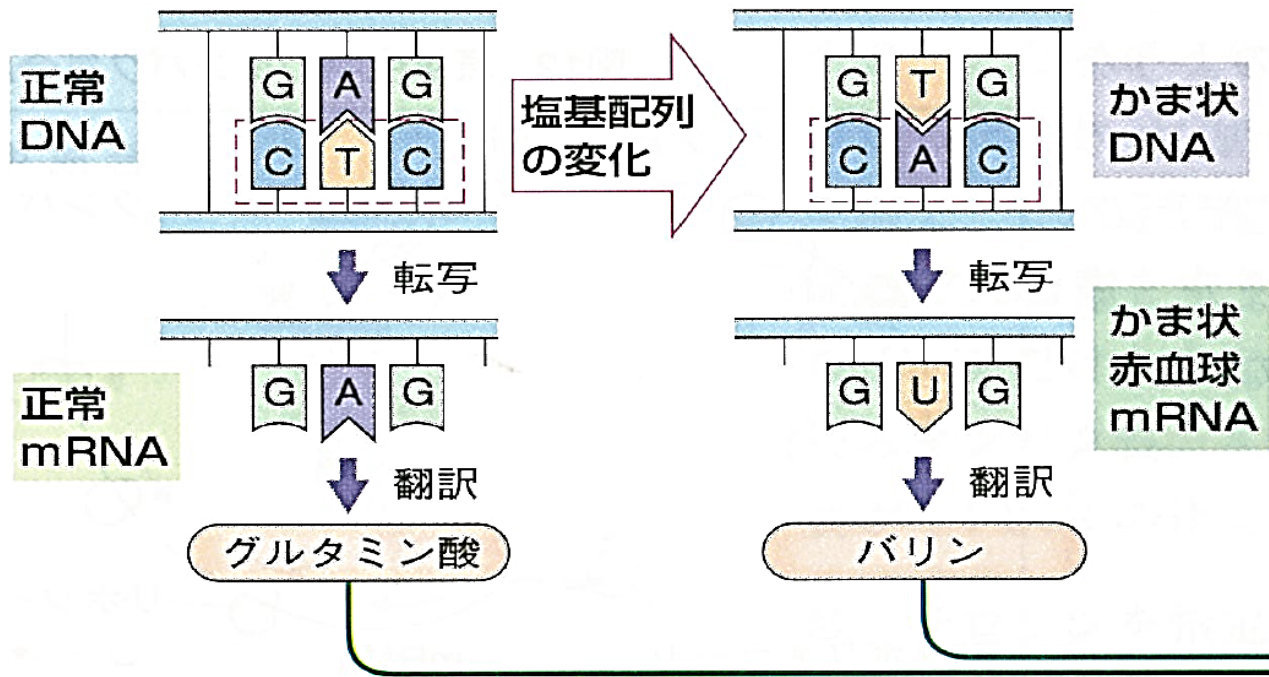 正常
DNA
G A G
C T C
塩基配列
の変化
G T G
C A C
かま状
DNA
転写
転写
正常
mRNA
G A G
G U G
かま状
赤血球
mRNA
翻訳
翻訳
グルタミン酸
バリン